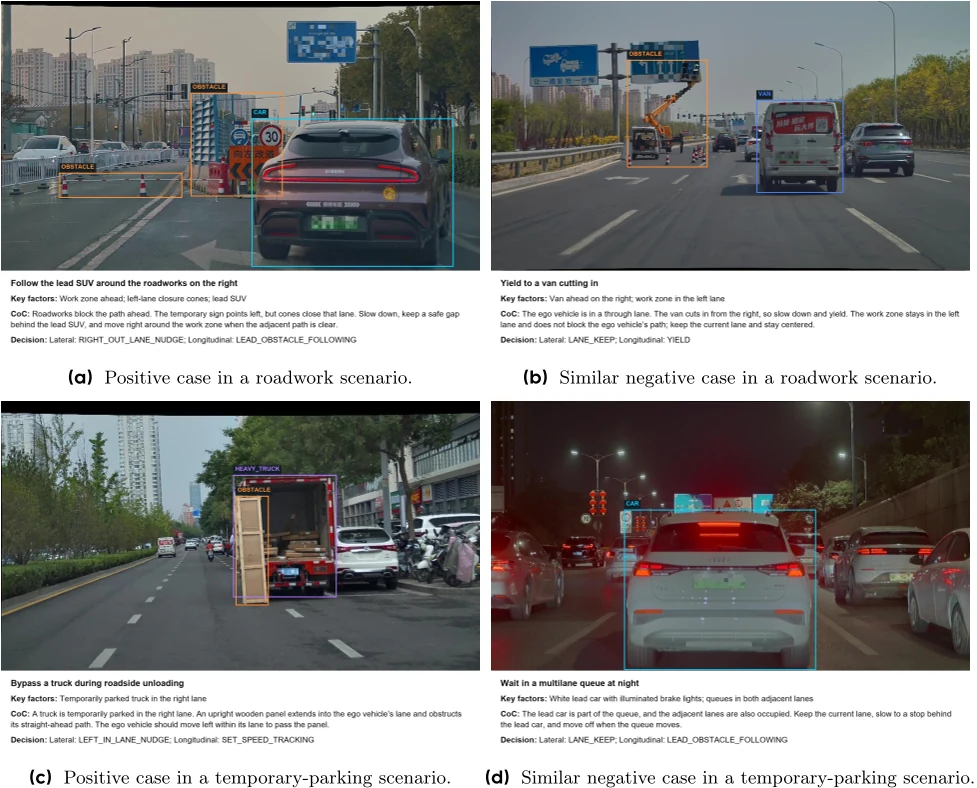 OBSTACLE
CAR
30
向左改道
OBSTACLE
OBSTACLE
VAN
Follow the lead SUV around the roadworks on the right
Key factors: Work zone ahead; left-lane closure cones; lead SUV
CoC: Roadworks block the path ahead. The temporary sign points left, but cones close that lane. Slow down, keep a safe gap
behind the lead SUV, and move right around the work zone when the adjacent path is clear.
Decision: Lateral: RIGHT_OUT_LANE_NUDGE; Longitudinal: LEAD_OBSTACLE_FOLLOWING
(a) Positive case in a roadwork scenario.
Yield to a van cutting in
Key factors: Van ahead on the right; work zone in the left lane
CoC: The ego vehicle is in a through lane. The van cuts in from the right, so slow down and yield. The work zone stays in the left
lane and does not block the ego vehicle's path; keep the current lane and stay centered.
Decision: Lateral: LANE_KEEP; Longitudinal: YIELD
(b) Similar negative case in a roadwork scenario.
HEAVY_TRUCK
OBSTACLE
CAR
Bypass a truck during roadside unloading
Key factors: Temporarily parked truck in the right lane
CoC: A truck is temporarily parked in the right lane. An upright wooden panel extends into the ego vehicle's lane and obstructs
its straight-ahead path. The ego vehicle should move left within its lane to pass the panel.
Decision: Lateral: LEFT_IN_LANE_NUDGE; Longitudinal: SET_SPEED_TRACKING
(c) Positive case in a temporary-parking scenario.
Wait in a multilane queue at night
Key factors: White lead car with illuminated brake lights; queues in both adjacent lanes
CoC: The lead car is part of the queue, and the adjacent lanes are also occupied. Keep the current lane, slow to a stop behind
the lead car, and move off when the queue moves.
Decision: Lateral: LANE_KEEP; Longitudinal: LEAD_OBSTACLE_FOLLOWING
(d) Similar negative case in a temporary-parking scenario.